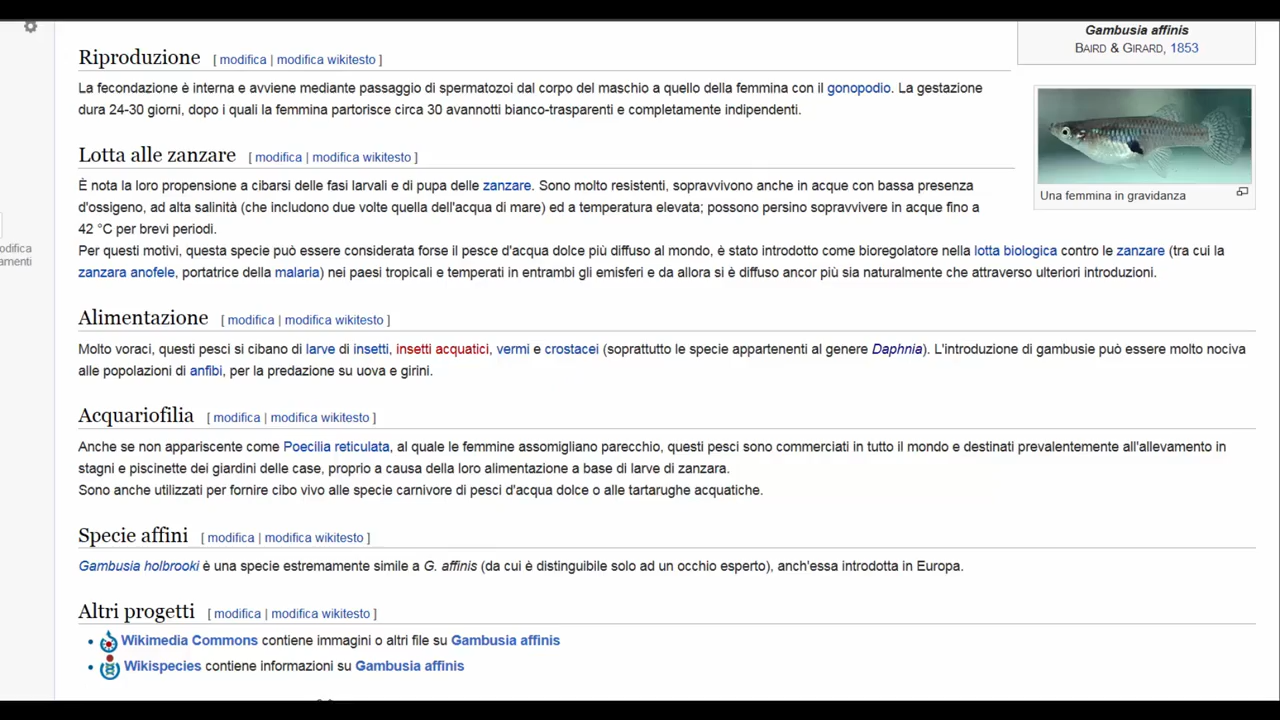 Gambusia affinis
BAIRD & GIRARD, 1853
Riproduzione [ modifica | modifica wikitesto ]
La fecondazione è interna e avviene mediante passaggio di spermatozoi dal corpo del maschio a quello della femmina con il gonopodio. La gestazione
dura 24-30 giorni, dopo i quali la femmina partorisce circa 30 avannotti bianco-trasparenti e completamente indipendenti.
Lotta alle zanzare [ modifica | modifica wikitesto ]
È nota la loro propensione a cibarsi delle fasi larvali e di pupa delle zanzare. Sono molto resistenti, sopravvivono anche in acque con bassa presenza
d'ossigeno, ad alta salinità (che includono due volte quella dell'acqua di mare) ed a temperatura elevata; possono persino sopravvivere in acque fino a
42 °C per brevi periodi.
Una femmina in gravidanza
Per questi motivi, questa specie può essere considerata forse il pesce d'acqua dolce più diffuso al mondo, è stato introdotto come bioregolatore nella lotta biologica contro le zanzare (tra cui la
zanzara anofele, portatrice della malaria) nei paesi tropicali e temperati in entrambi gli emisferi e da allora si è diffuso ancor più sia naturalmente che attraverso ulteriori introduzioni.
odifica
amenti
Alimentazione [ modifica | modifica wikitesto ]
Molto voraci, questi pesci si cibano di larve di insetti, insetti acquatici, vermi e crostacei (soprattutto le specie appartenenti al genere Daphnia). L'introduzione di gambusie può essere molto nociva
alle popolazioni di anfibi, per la predazione su uova e girini.
Acquariofilia [ modifica | modifica wikitesto ]
Anche se non appariscente come Poecilia reticulata, al quale le femmine assomigliano parecchio, questi pesci sono commerciati in tutto il mondo e destinati prevalentemente all'allevamento in
stagni e piscinette dei giardini delle case, proprio a causa della loro alimentazione a base di larve di zanzara.
Sono anche utilizzati per fornire cibo vivo alle specie carnivore di pesci d'acqua dolce o alle tartarughe acquatiche.
Specie affini [ modifica | modifica wikitesto ]
Gambusia holbrooki è una specie estremamente simile a G. affinis (da cui è distinguibile solo ad un occhio esperto), anch'essa introdotta in Europa.
Altri progetti [ modifica | modifica wikitesto ]
• Wikimedia Commons contiene immagini o altri file su Gambusia affinis
• Wikispecies contiene informazioni su Gambusia affinis